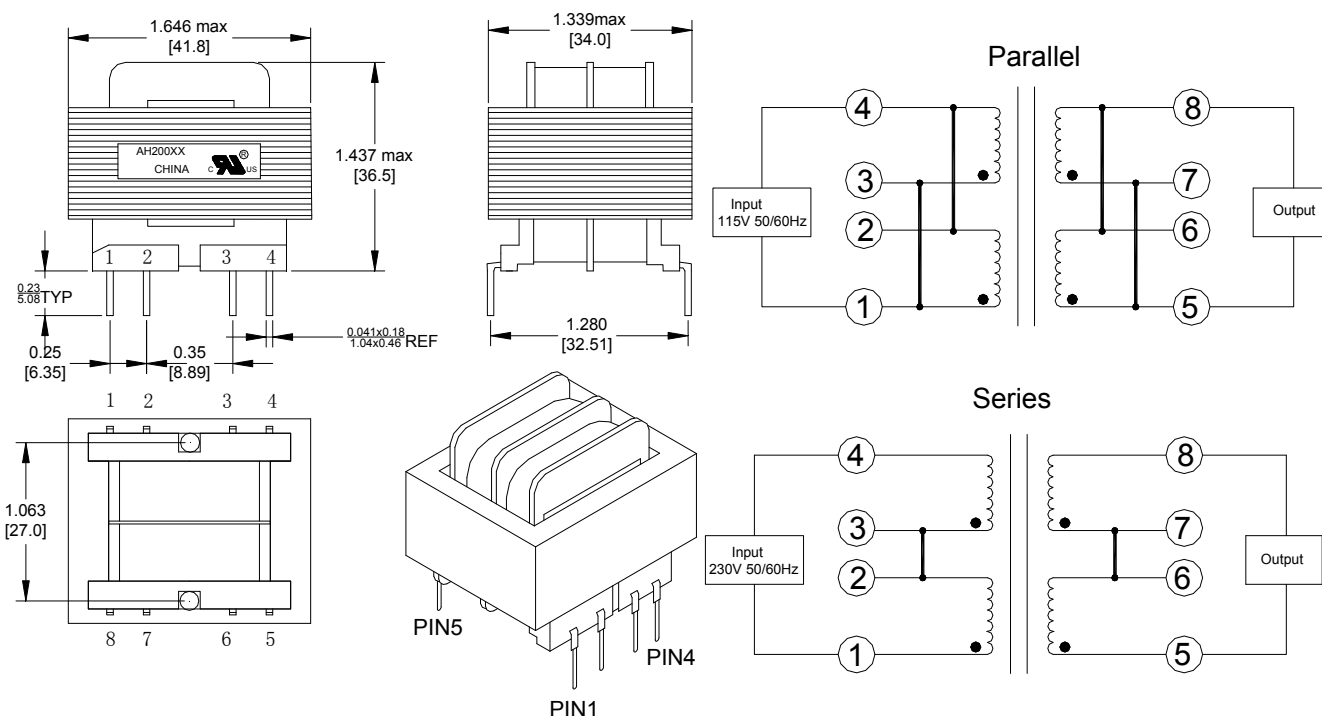 1.646 max
[41.8]
1.437 max
[36.5]
AH200XX
CHINA
c RU ® US
1 2 3 4
0.23
5.08 TYP
0.25
[6.35]
0.35
[8.89]
0.041x0.18
1.04x0.46 REF
1.339max
[34.0]
1.280
[32.51]
1 2 3 4
1.063
[27.0]
8 7 6 5
PIN5
PIN4
PIN1
Parallel
4
3
2
1
Input
115V 50/60Hz
8
7
6
5
Output
Series
4
3
2
1
Input
230V 50/60Hz
8
7
6
5
Output